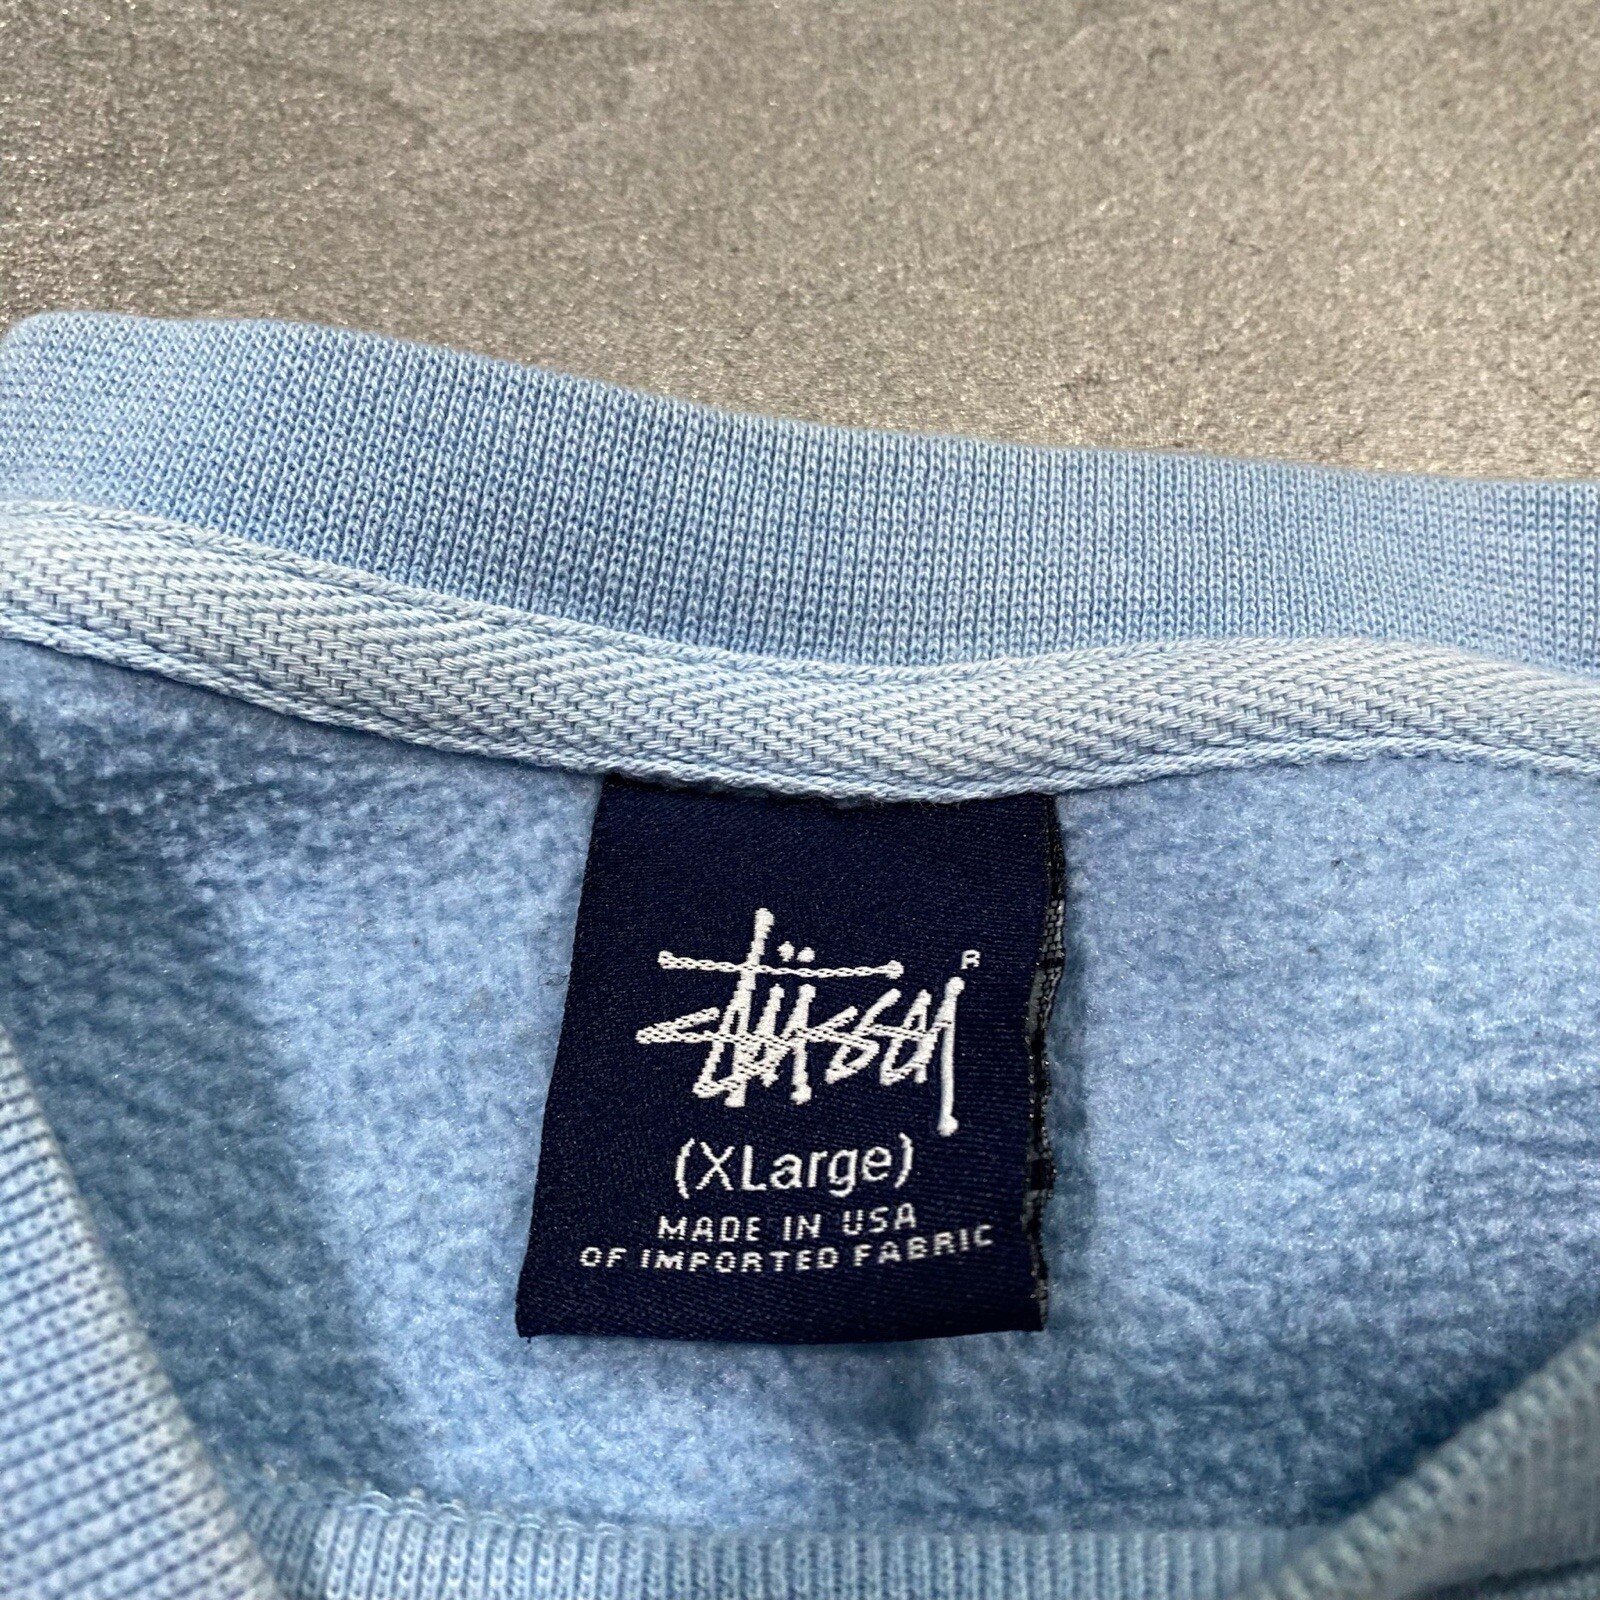 Stüssy
R
(XLarge)
MADE IN USA
OF IMPORTED FABRIC